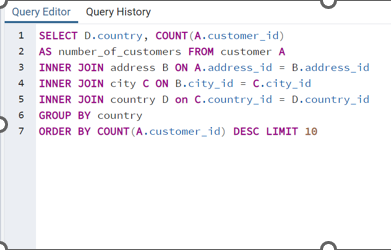 Query Editor Query History
1 SELECT D.country, COUNT(A.customer_id)
2 AS number_of_customers FROM customer A
3 INNER JOIN address B ON A.address_id = B.address_id
4 INNER JOIN city C ON B.city_id = C.city_id
5 INNER JOIN country D on C.country_id = D.country_id
6 GROUP BY country
7 ORDER BY COUNT(A.customer_id) DESC LIMIT 10